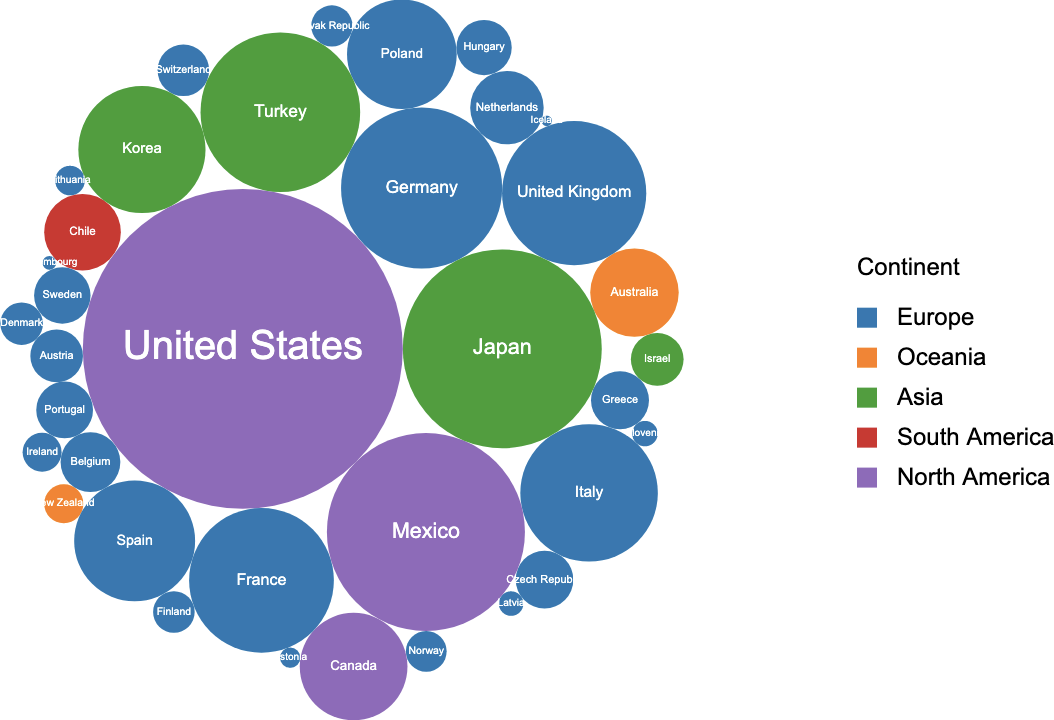 vak Republic
Poland
Hungary
Switzerland
Turkey
Netherlands
Korea
Germany
United Kingdom
ithuania
Chile
mbourg
Sweden
Australia
Denmark
United States
Japan
Austria
Israel
Portugal
Greece
Ireland
Belgium
loven
Italy
ew Zealand
Spain
Mexico
France
Czech Repub
Latvia
Finland
Norway
stonia
Canada
Continent
Europe
Oceania
Asia
South America
North America